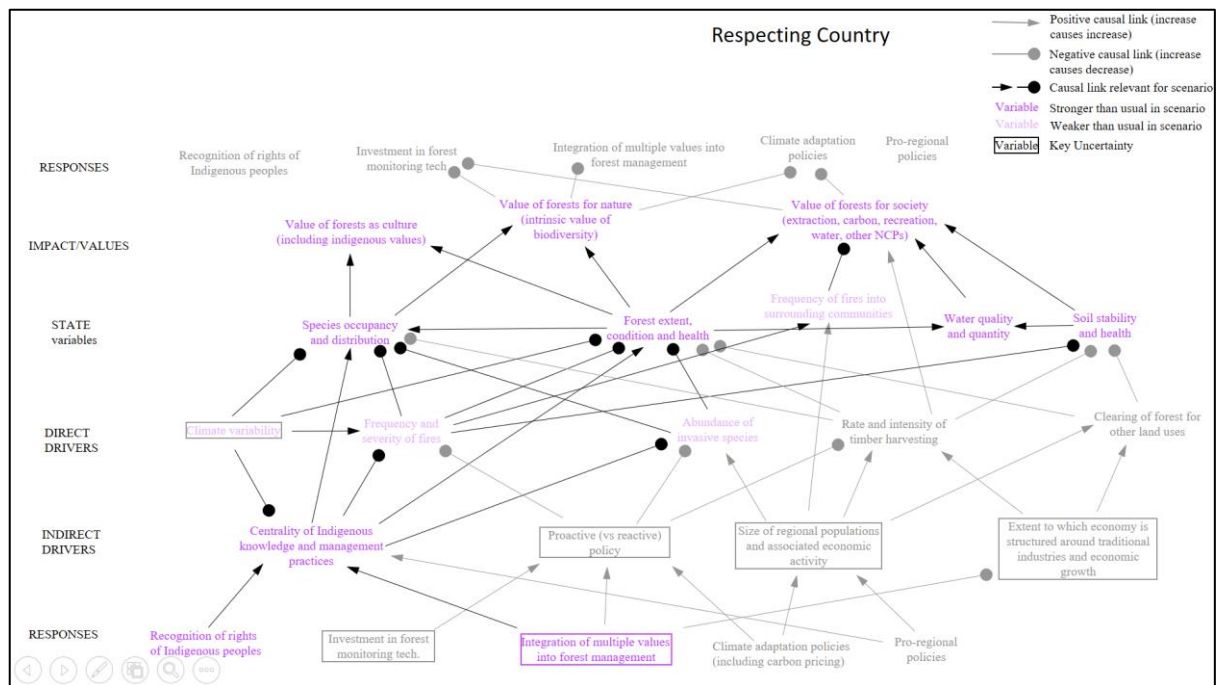 Respecting Country
Positive causal link (increase
causes increase)
Negative causal link (increase
causes decrease)
Causal link relevant for scenario
Variable Stronger than usual in scenario
Variable Weaker than usual in scenario
Variable Key Uncertainty
RESPONSES
Recognition of rights of
Indigenous peoples
Investment in forest
monitoring tech.
Integration of multiple values into
forest management
Climate adaptation
policies
Pro-regional
policies
IMPACT/VALUES
Value of forests as culture
(including indigenous values)
Value of forests for nature
(intrinsic value of
biodiversity)
Value of forests for society
(extraction, carbon, recreation,
water, other NCPs)
STATE
variables
Species occupancy
and distribution
Forest extent,
condition and health
Frequency of fires into
surrounding communities
Water quality
and quantity
Soil stability
and health
DIRECT
DRIVERS
Climate variability
Frequency and
severity of fires
Abundance of
invasive species
Rate and intensity of
timber harvesting
Clearing of forest for
other land uses
INDIRECT
DRIVERS
Centrality of Indigenous
knowledge and management
practices
Proactive (vs reactive)
policy
Size of regional populations
and associated economic
activity
Extent to which economy is
structured around traditional
industries and economic
growth
RESPONSES
Recognition of rights
of Indigenous peoples
Investment in forest
monitoring tech.
Integration of multiple values
into forest management
Climate adaptation policies
(including carbon pricing)
Pro-regional
policies